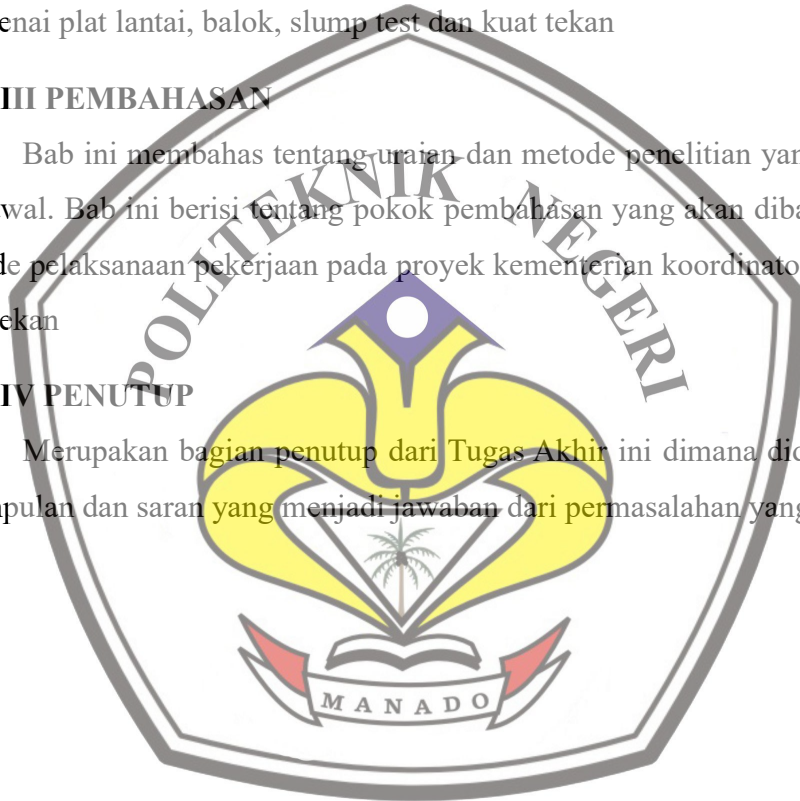 enai plat lantai, balok, slump test dan kuat tekan
III PEMBAHASAN
Bab ini membahas tentang uraian dan metode penelitian yan
wal. Bab ini berisi tentang pokok pembahasan yang akan diba
POLITEKNIK NEGERI
de pelaksanaan pekerjaan pada proyek kementerian koordinato
ekan
IV PENUTUP
Merupakan bagian penutup dari Tugas Akhir ini dimana did
pulan dan saran yang menjadi jawaban dari permasalahan yang
MANADO